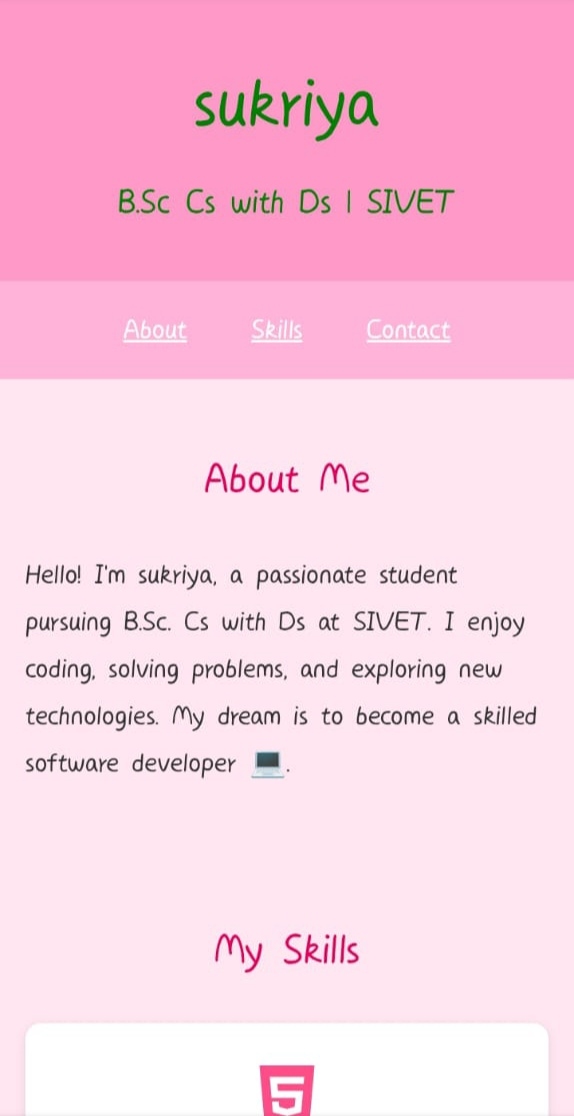 sukriya
B.Sc Cs with Ds | SIVET
About Skills Contact
About Me
Hello! I'm sukriya, a passionate student
pursuing B.Sc. Cs with Ds at SIVET. I enjoy
coding, solving problems, and exploring new
technologies. My dream is to become a skilled
software developer 💻.
My Skills
5